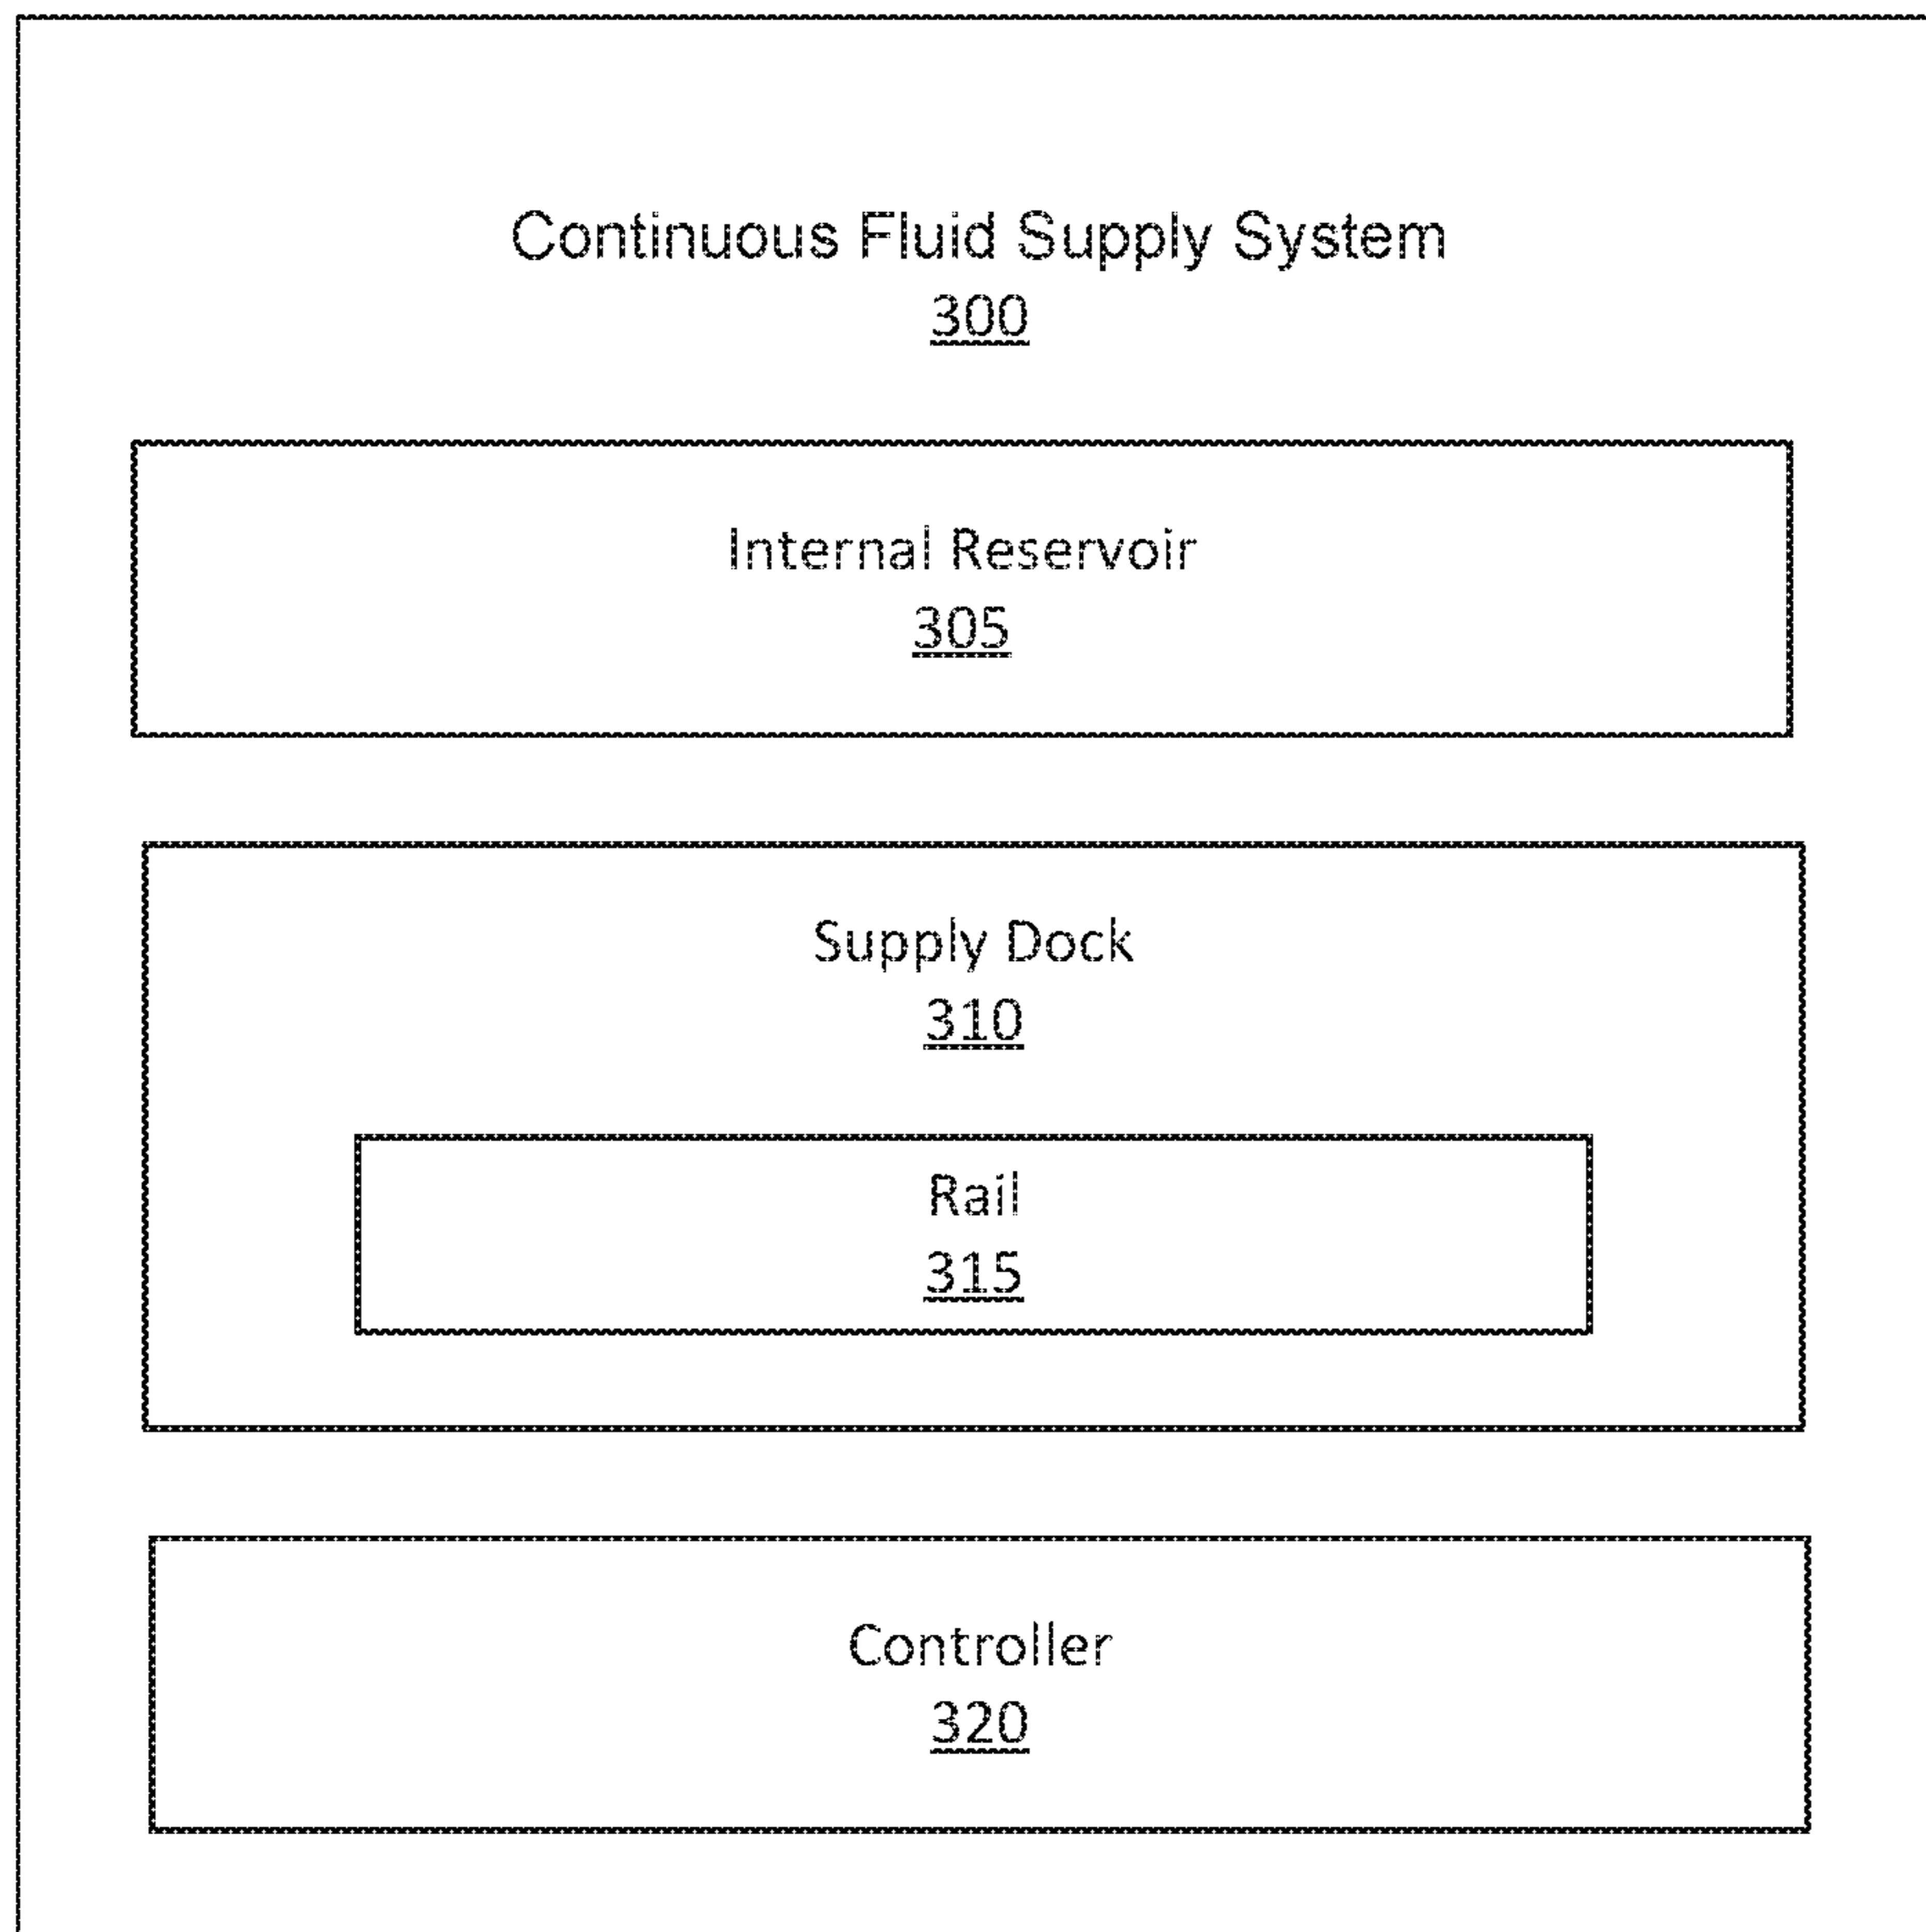 Continuous Fluid Supply System
300
Internal Reservoir
305
Supply Dock
310
Rail
315
Controller
320